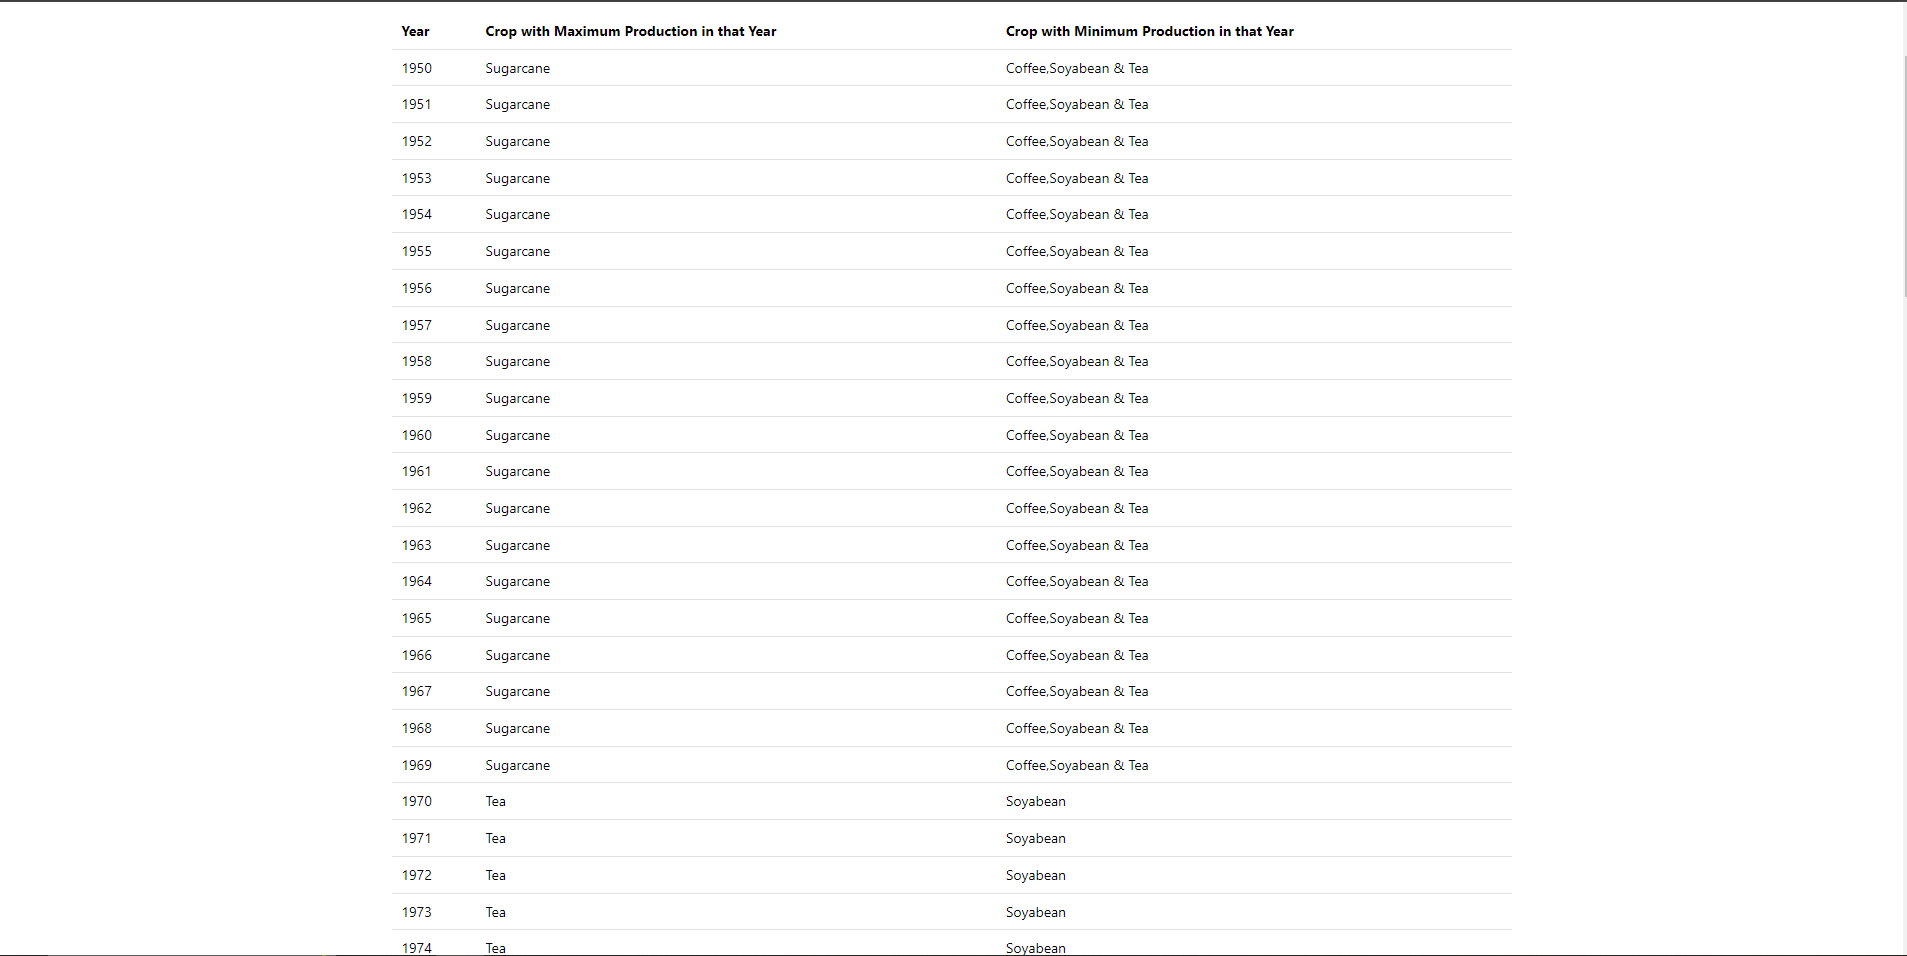 Year Crop with Maximum Production in that Year Crop with Minimum Production in that Year
1950 Sugarcane Coffee,Soyabean & Tea
1951 Sugarcane Coffee,Soyabean & Tea
1952 Sugarcane Coffee,Soyabean & Tea
1953 Sugarcane Coffee,Soyabean & Tea
1954 Sugarcane Coffee,Soyabean & Tea
1955 Sugarcane Coffee,Soyabean & Tea
1956 Sugarcane Coffee,Soyabean & Tea
1957 Sugarcane Coffee,Soyabean & Tea
1958 Sugarcane Coffee,Soyabean & Tea
1959 Sugarcane Coffee,Soyabean & Tea
1960 Sugarcane Coffee,Soyabean & Tea
1961 Sugarcane Coffee,Soyabean & Tea
1962 Sugarcane Coffee,Soyabean & Tea
1963 Sugarcane Coffee,Soyabean & Tea
1964 Sugarcane Coffee,Soyabean & Tea
1965 Sugarcane Coffee,Soyabean & Tea
1966 Sugarcane Coffee,Soyabean & Tea
1967 Sugarcane Coffee,Soyabean & Tea
1968 Sugarcane Coffee,Soyabean & Tea
1969 Sugarcane Coffee,Soyabean & Tea
1970 Tea Soyabean
1971 Tea Soyabean
1972 Tea Soyabean
1973 Tea Soyabean
1974 Tea Soyabean